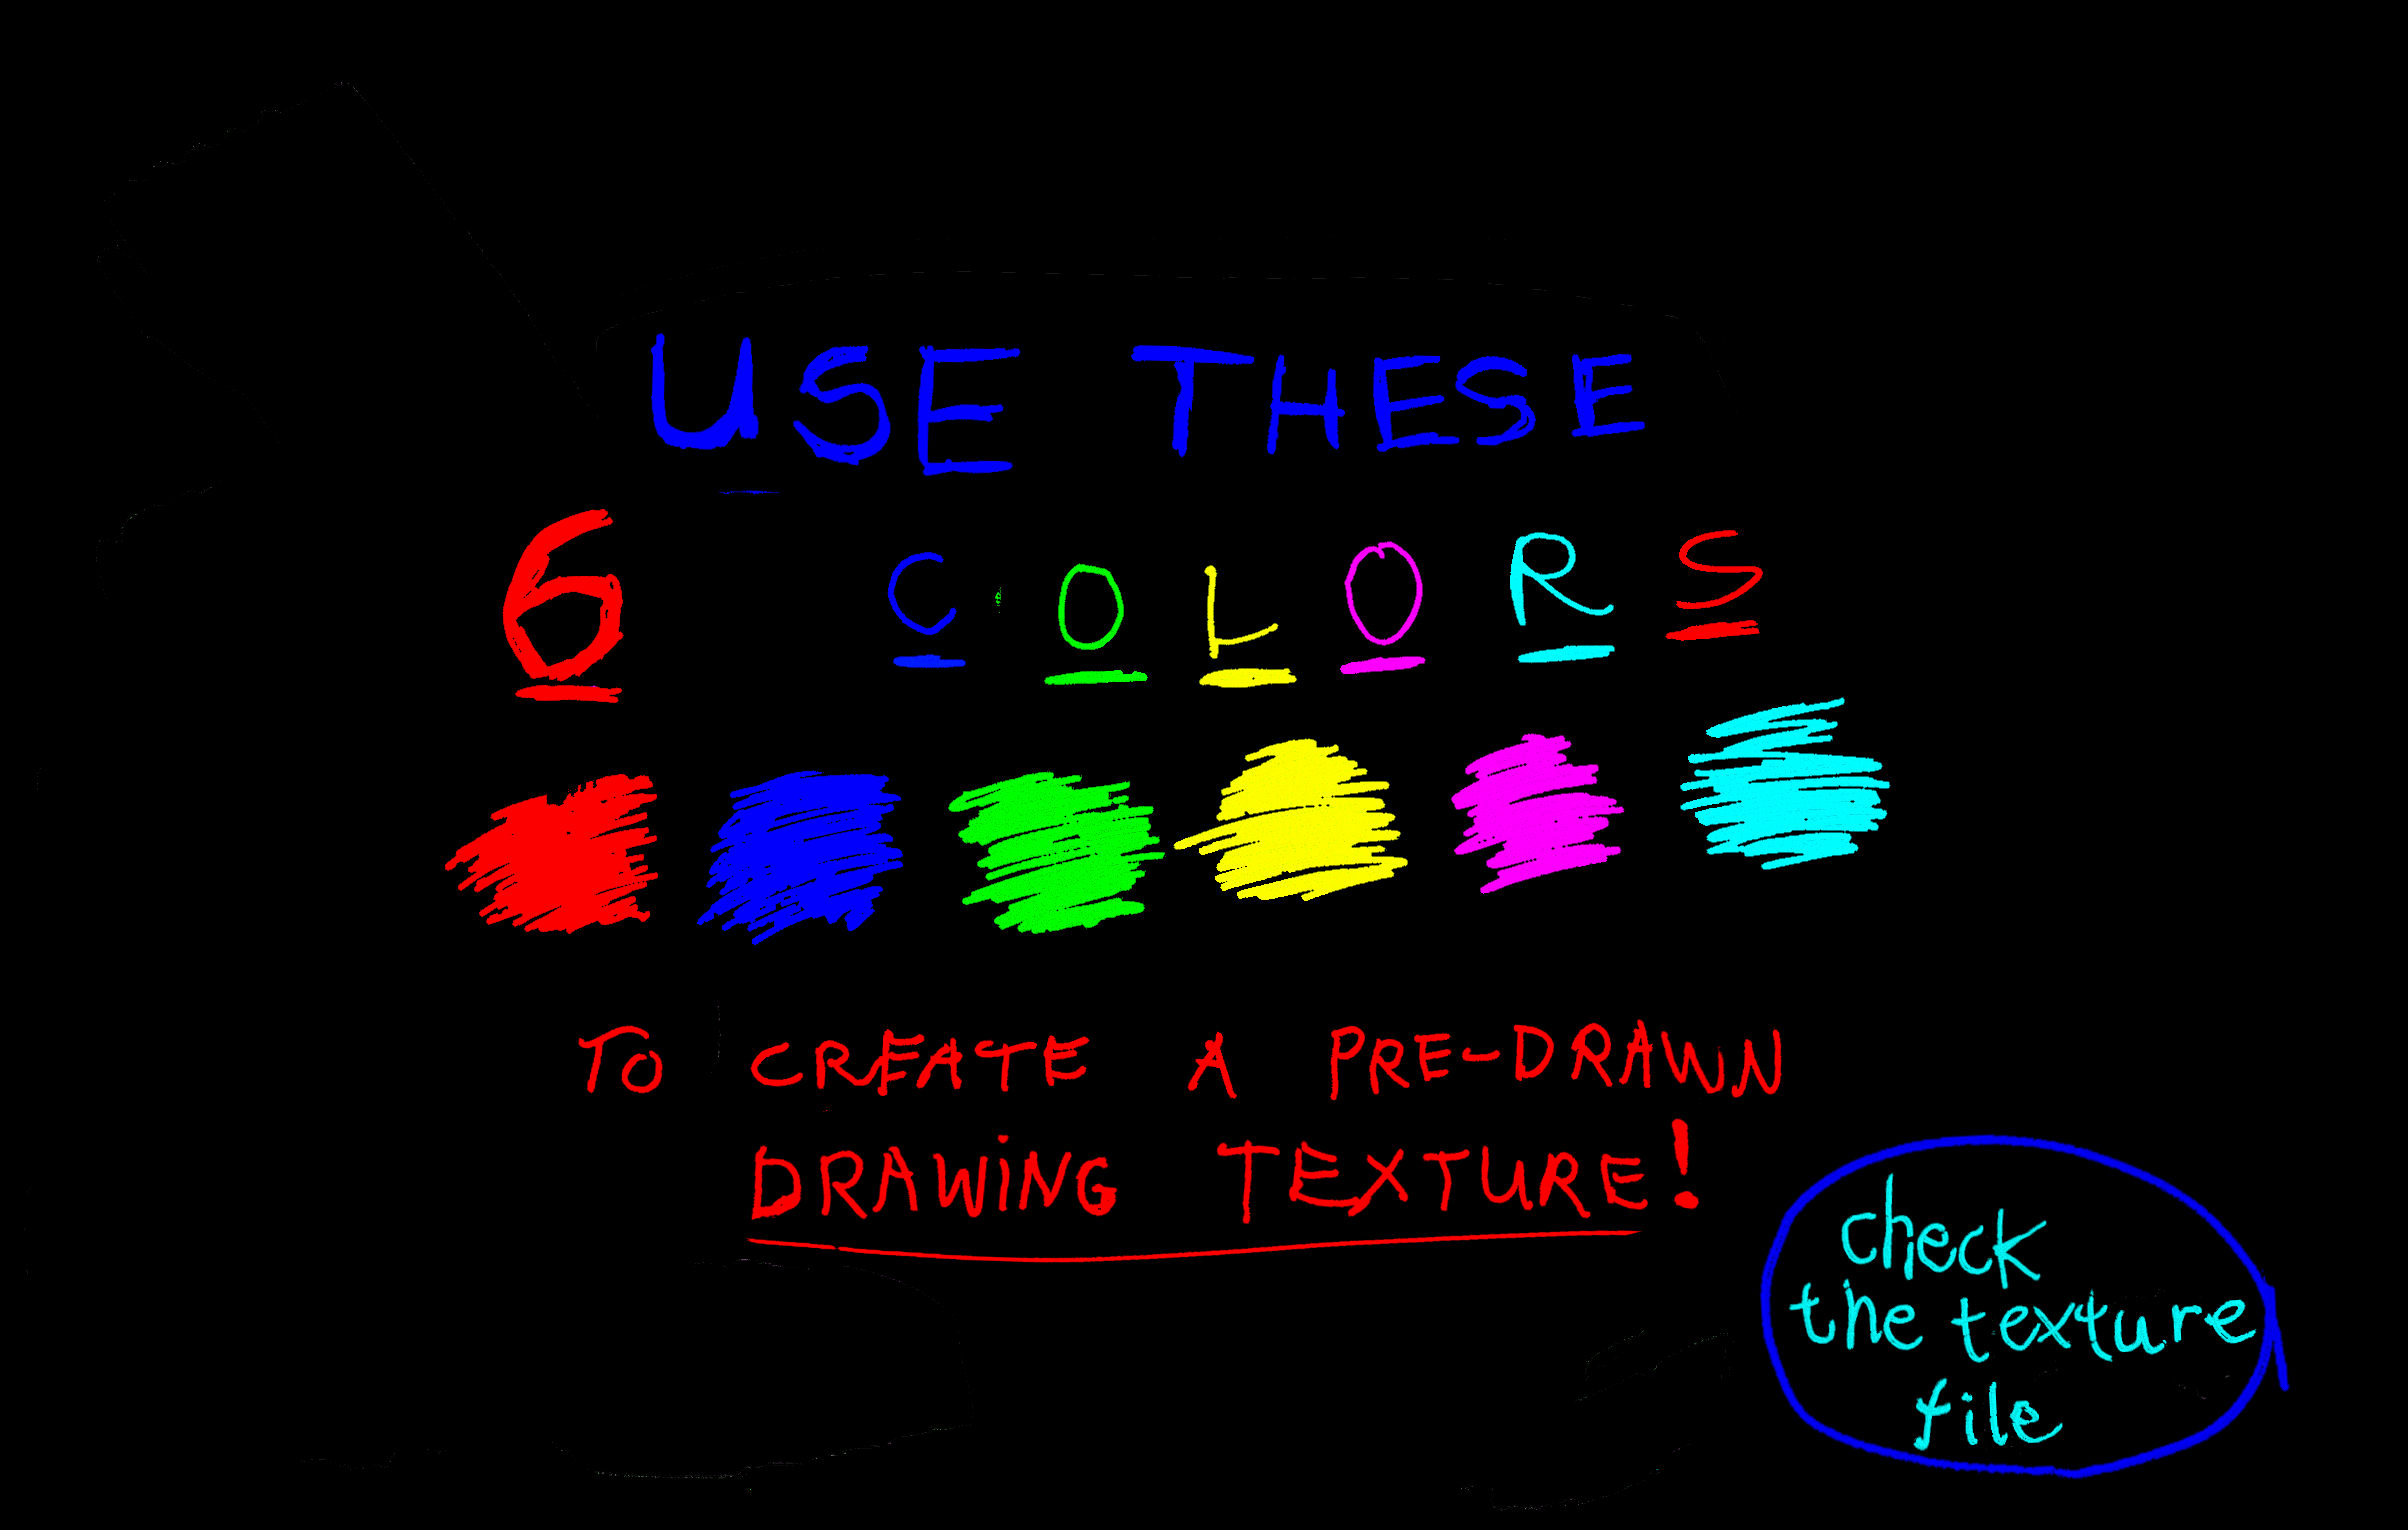 USE THESE
6 COLORS
TO CREATE A PRE-DRAWN
DRAWiNG TEXTURE!
check
the texture
file